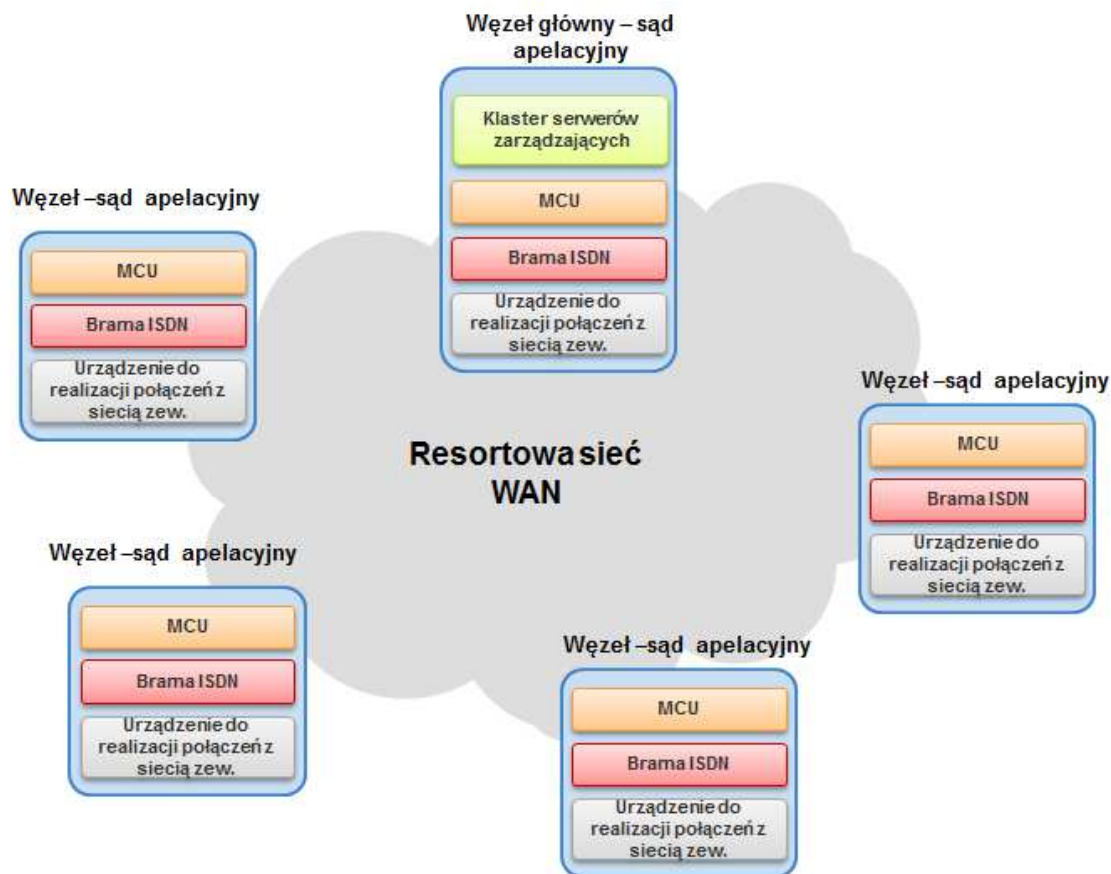 Węzeł główny – sąd
apelacyjny
Klaster serwerów
zarządzających
MCU
Brama ISDN
Urządzenie do
realizacji połączeń z
siecią zew.
Węzeł –sąd apelacyjny
MCU
Brama ISDN
Urządzenie do
realizacji połączeń z
siecią zew.
Węzeł –sąd apelacyjny
MCU
Brama ISDN
Urządzenie do
realizacji połączeń z
siecią zew.
Resortowa sieć
WAN
Węzeł –sąd apelacyjny
MCU
Brama ISDN
Urządzenie do
realizacji połączeń z
siecią zew.
Węzeł –sąd apelacyjny
MCU
Brama ISDN
Urządzenie do
realizacji połączeń z
siecią zew.